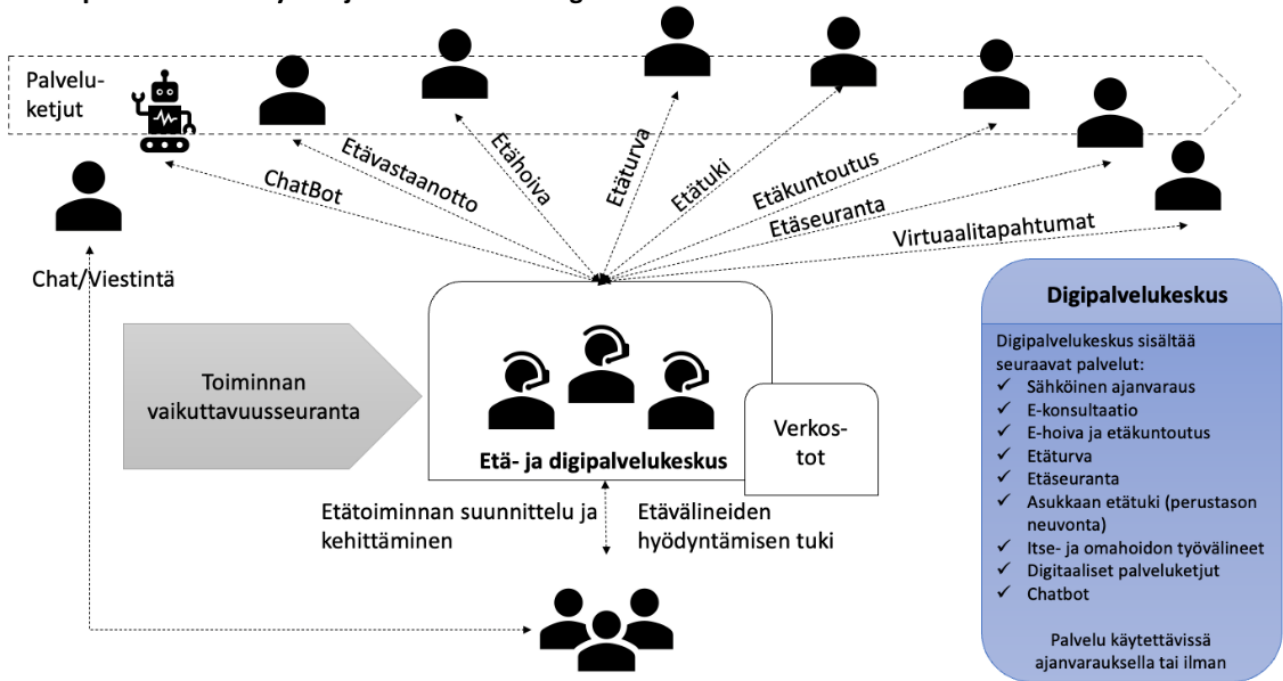 Palvelu-
ketjut
ChatBot
Etävastaanotto
Etähoiva
Etäturva
Etätuki
Etäkuntoutus
Etäseuranta
Virtuaalitapahtumat
Chat/Viestintä
Toiminnan
vaikuttavuusseuranta
Etä- ja digipalvelukeskus
Verkos-
tot
Etätoiminnan suunnittelu ja
kehittäminen
Etävälineiden
hyödyntämisen tuki
Digipalvelukeskus
Digipalvelukeskus sisältää
seuraavat palvelut:
✓ Sähköinen ajanvaraus
✓ E-konsultaatio
✓ E-hoiva ja etäkuntoutus
✓ Etäturva
✓ Etäseuranta
✓ Asukkaan etätuki (perustason
neuvonta)
✓ Itse- ja omahoidon työvälineet
✓ Digitaaliset palveluketjut
✓ Chatbot
Palvelu käytettävissä
ajanvarauksella tai ilman